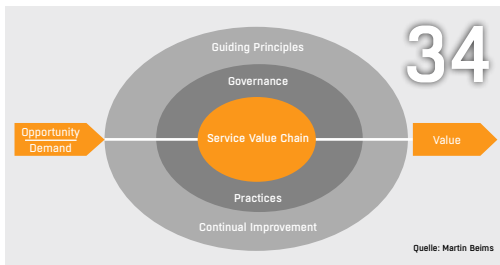 Guiding Principles
34
Governance
Opportunity
Demand
Service Value Chain
Value
Practices
Continual Improvement
Quelle: Martin Beims